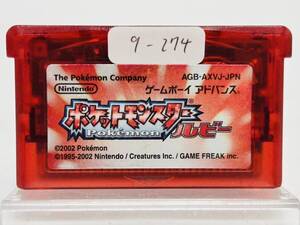 9-274
The Pokémon Company
AGB-AXVJ-JPN
Nintendo
ゲームボーイ アドバンス
ポケットモンスター
Pokémon
ルビー
©2002 Pokémon
©1995-2002 Nintendo / Creatures inc. / GAME FREAK inc.